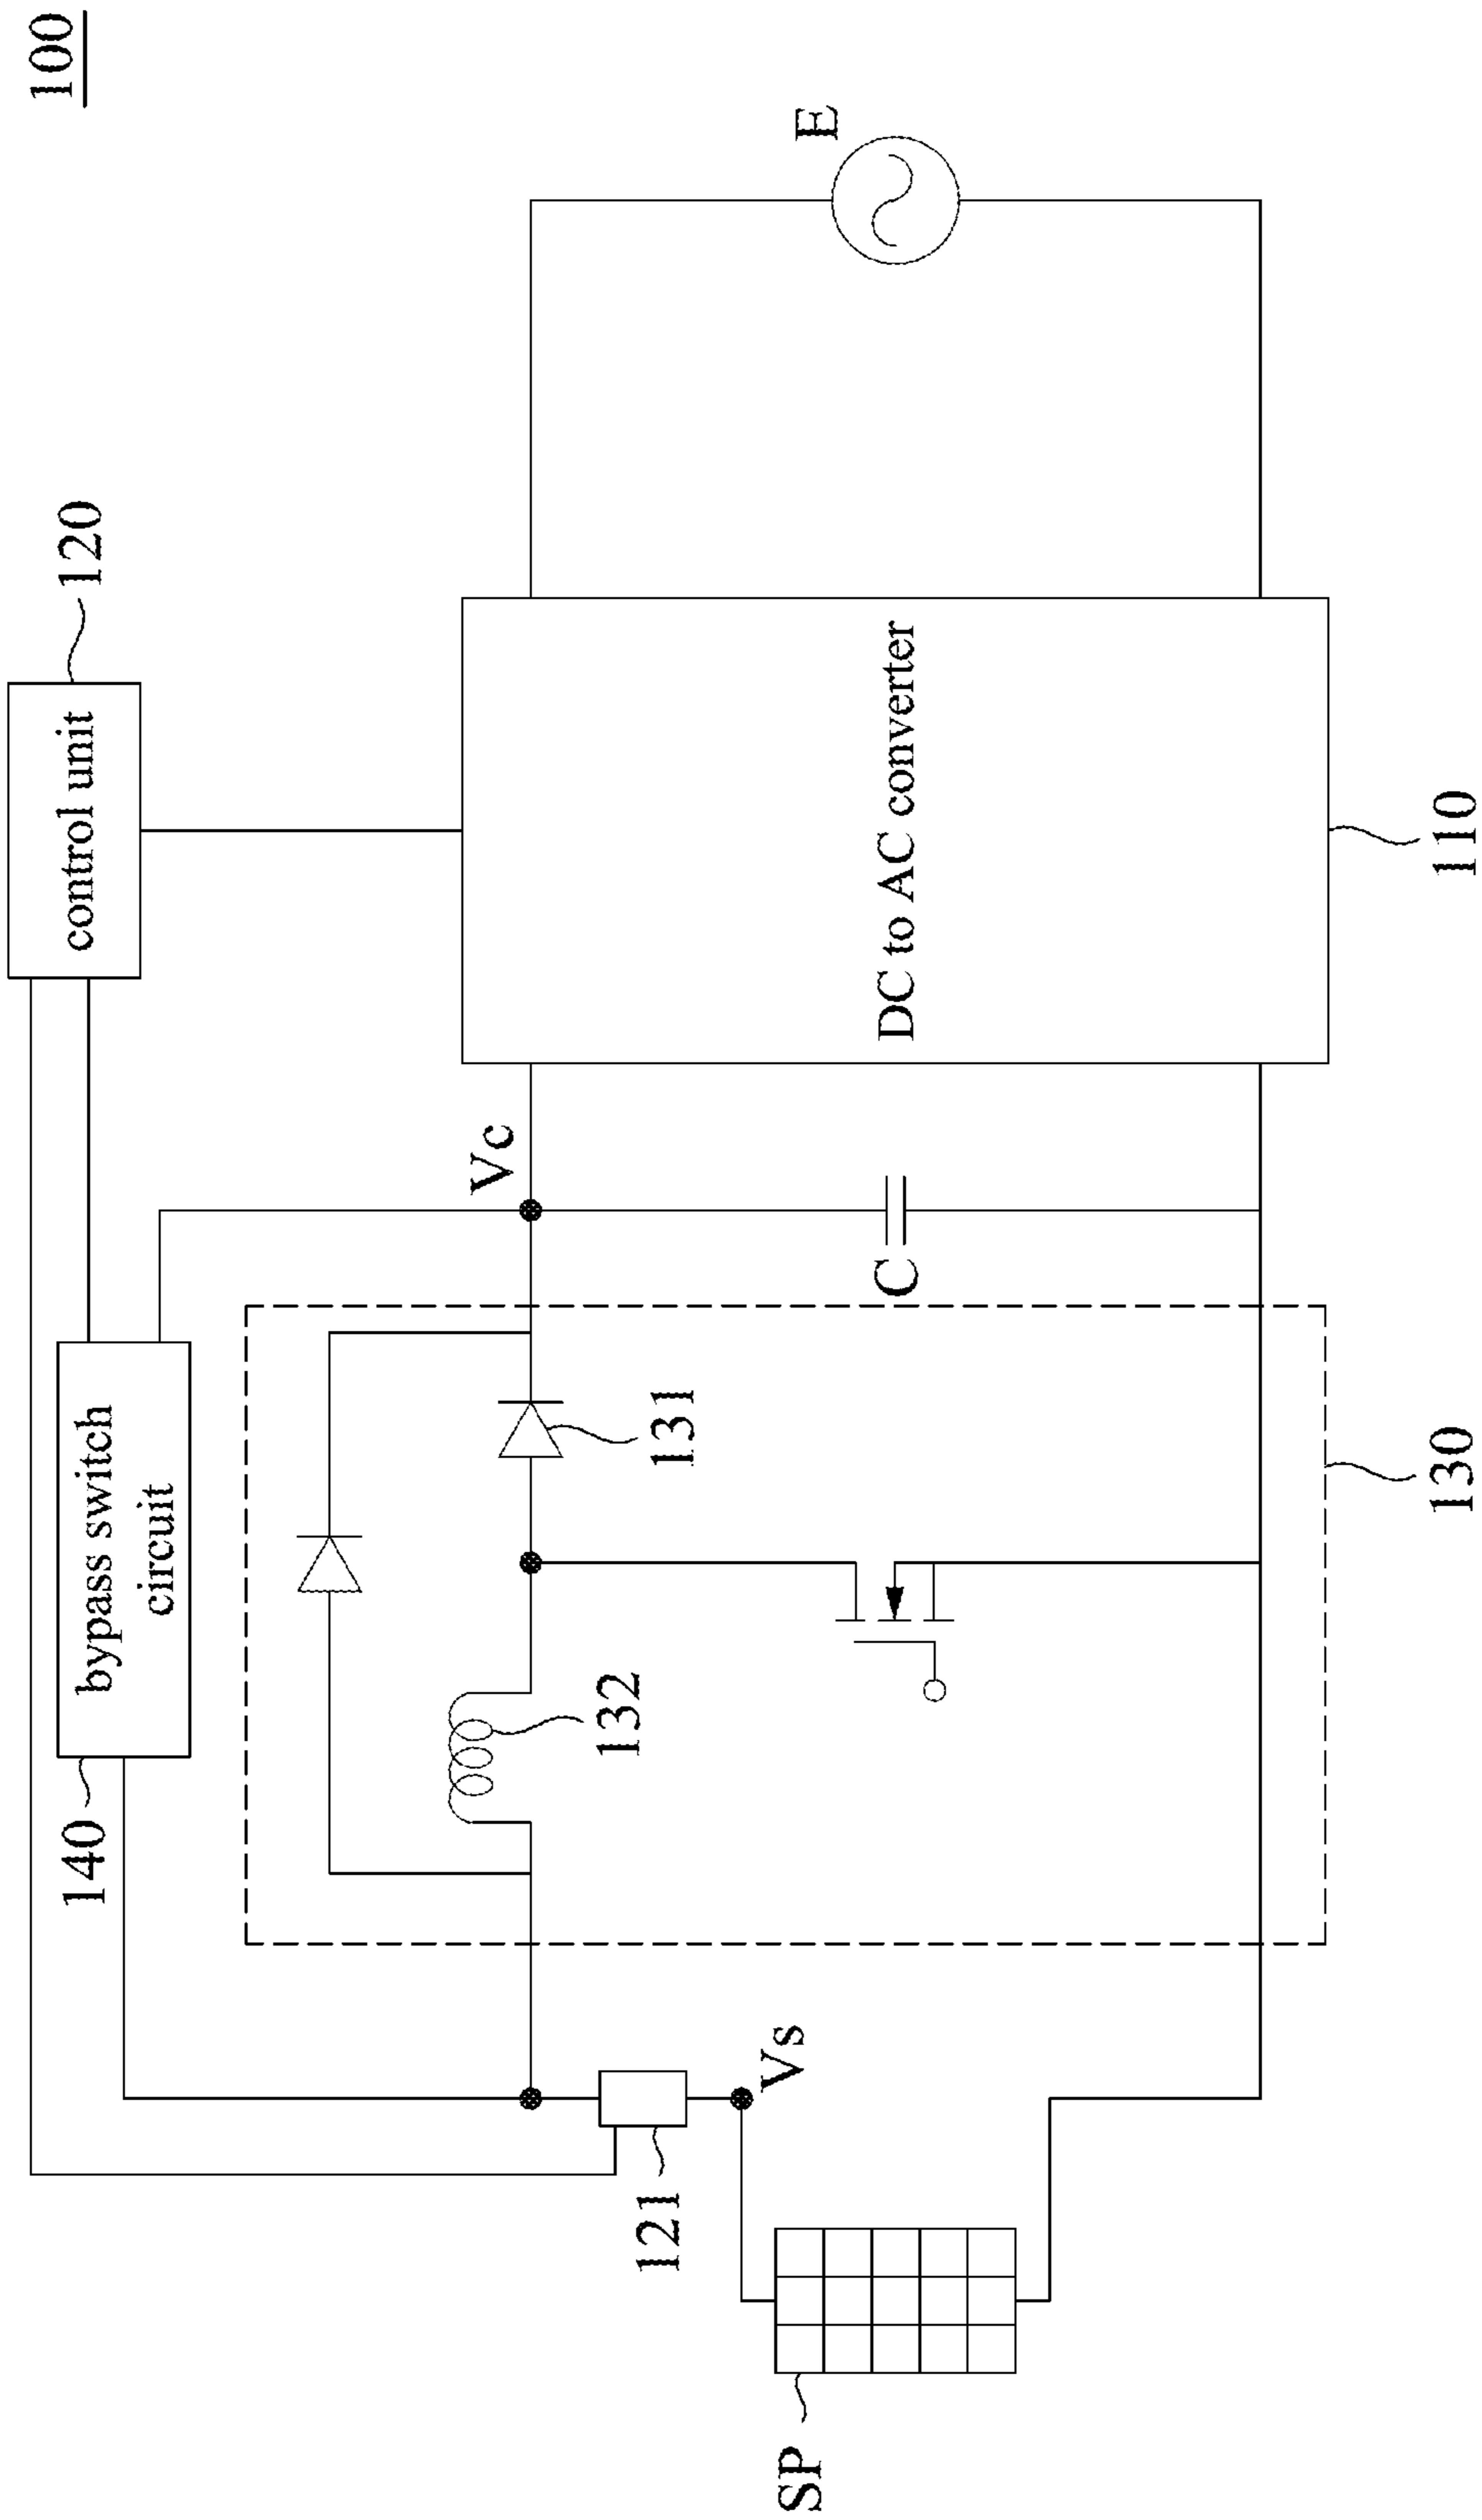 100
120
control unit
E
140
bypass switch
circuit
Vc
132
131
DC to AC converter
C
121
Vs
SP
130
110